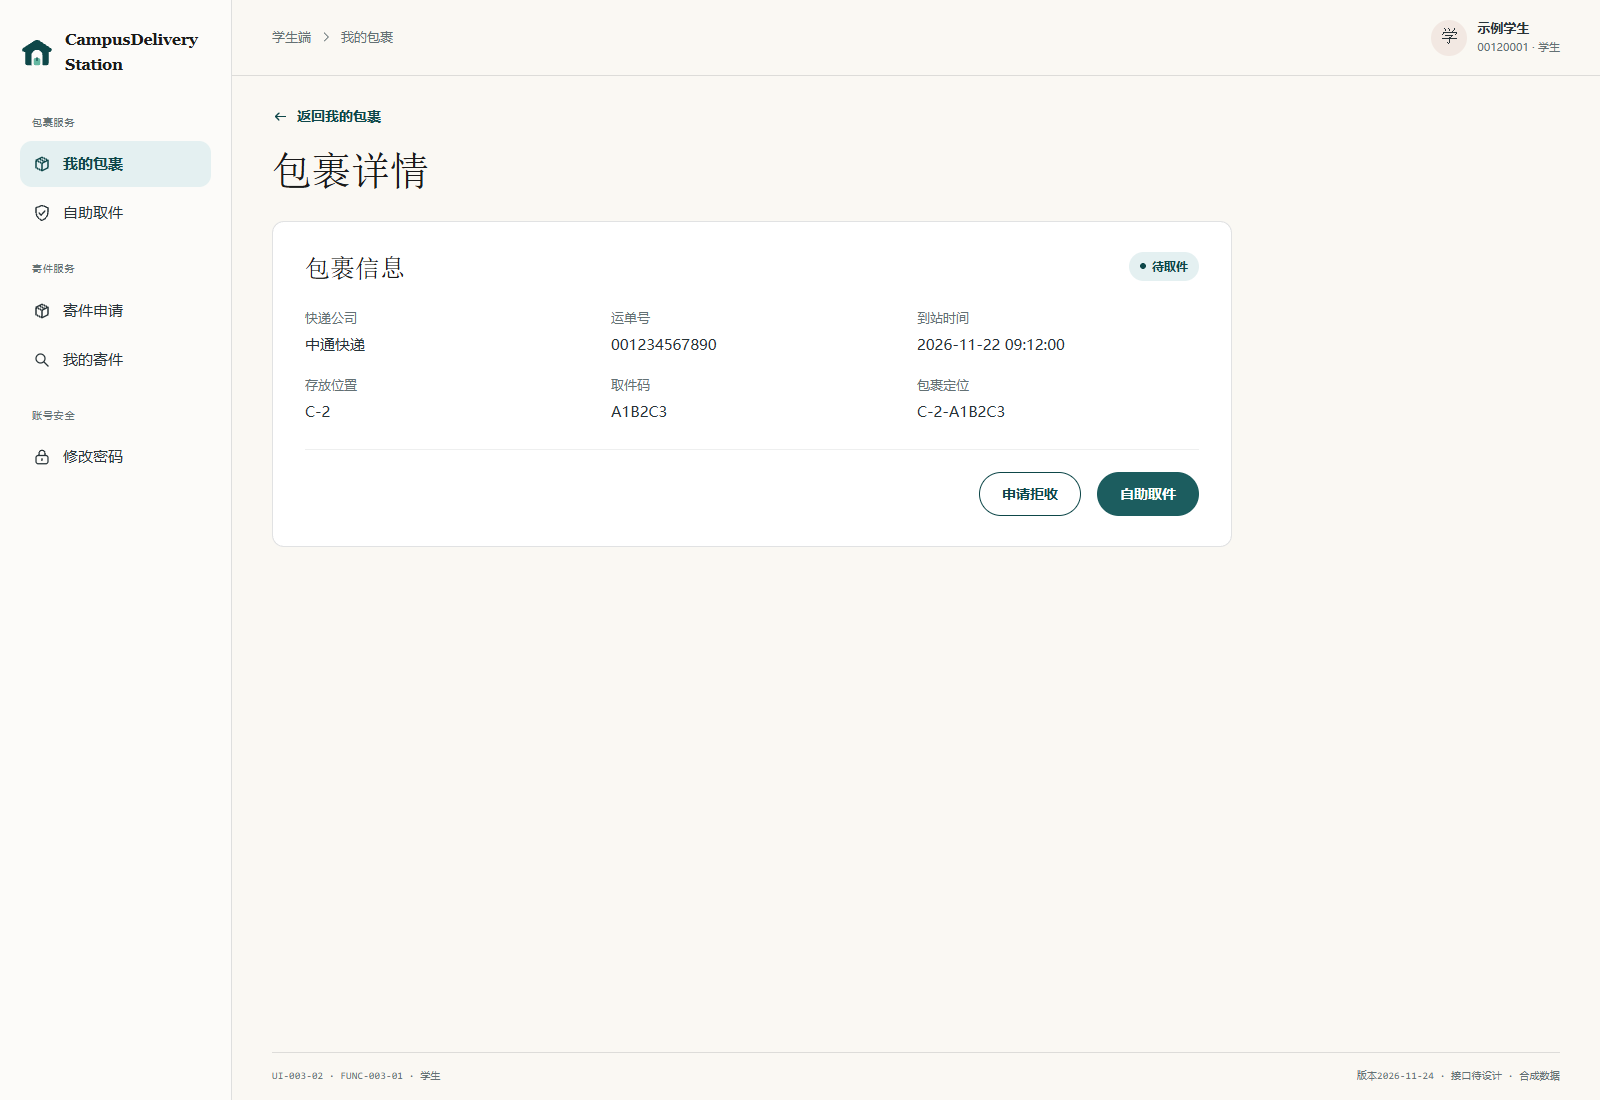 CampusDelivery
Station
包裹服务
我的包裹
自助取件
寄件服务
寄件申请
我的寄件
账号安全
修改密码
学生端 > 我的包裹
学
示例学生
00120001 · 学生
← 返回我的包裹
包裹详情
包裹信息
待取件
快递公司
中通快递
运单号
001234567890
到站时间
2026-11-22 09:12:00
存放位置
C-2
取件码
A1B2C3
包裹定位
C-2-A1B2C3
申请拒收
自助取件
UI-003-02 · FUNC-003-01 · 学生
版本2026-11-24 · 接口待设计 · 合成数据